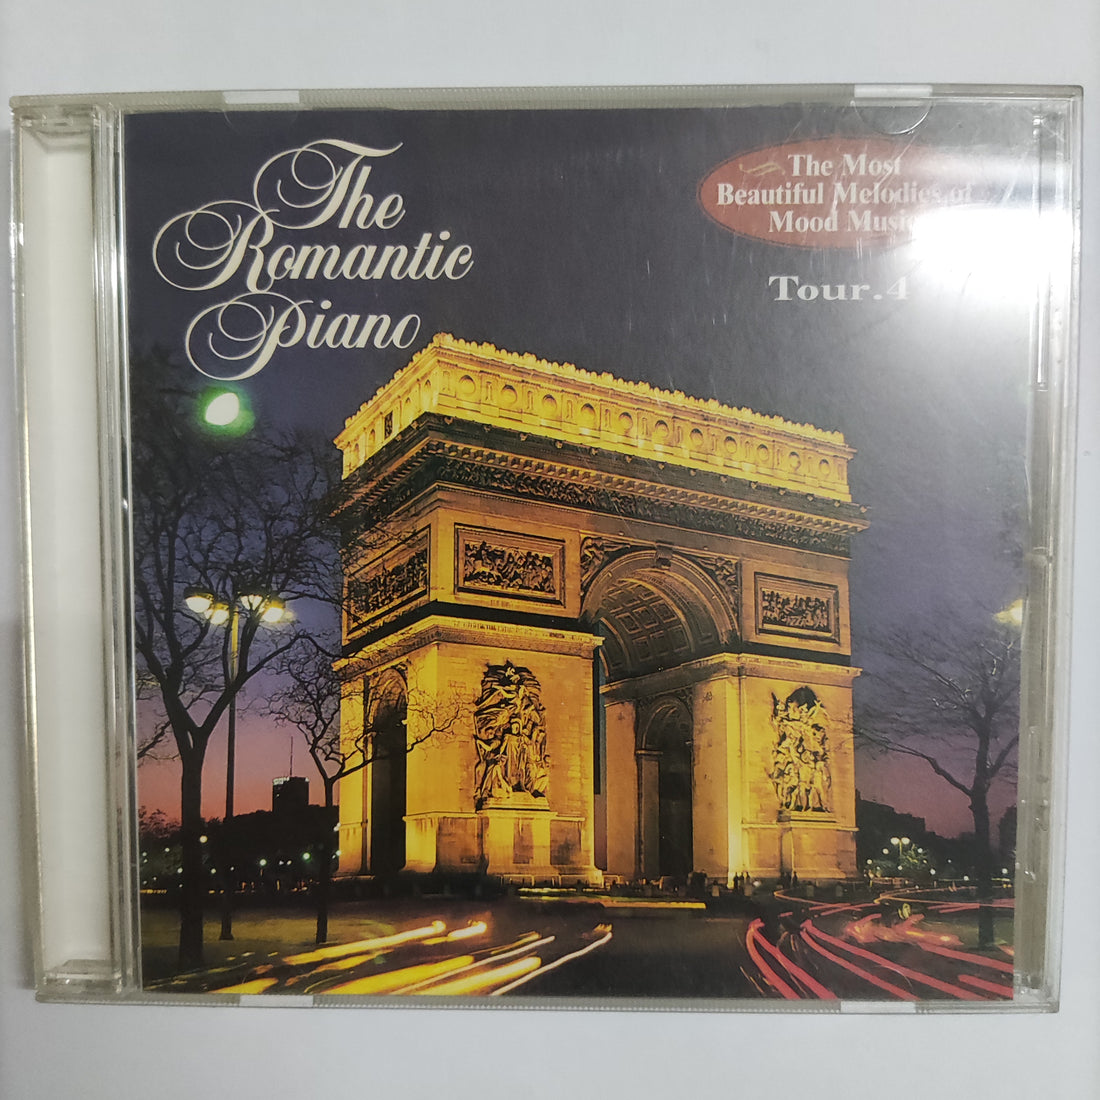 The
Romantic
Piano
The Most
Beautiful Melodies of
Mood Music
Tour.4